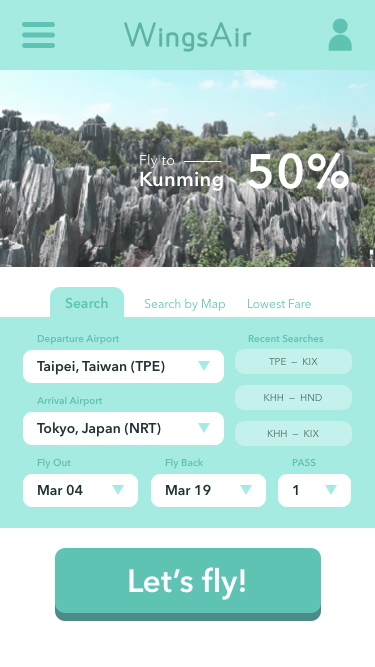 WingsAir
Fly to
Kunming
50%
Search
Search by Map
Lowest Fare
Departure Airport
Taipei, Taiwan (TPE)
Arrival Airport
Tokyo, Japan (NRT)
Recent Searches
TPE – KIX
KHH – HND
KHH – KIX
Fly Out
Fly Back
PASS
Mar 04
Mar 19
1
Let’s fly!